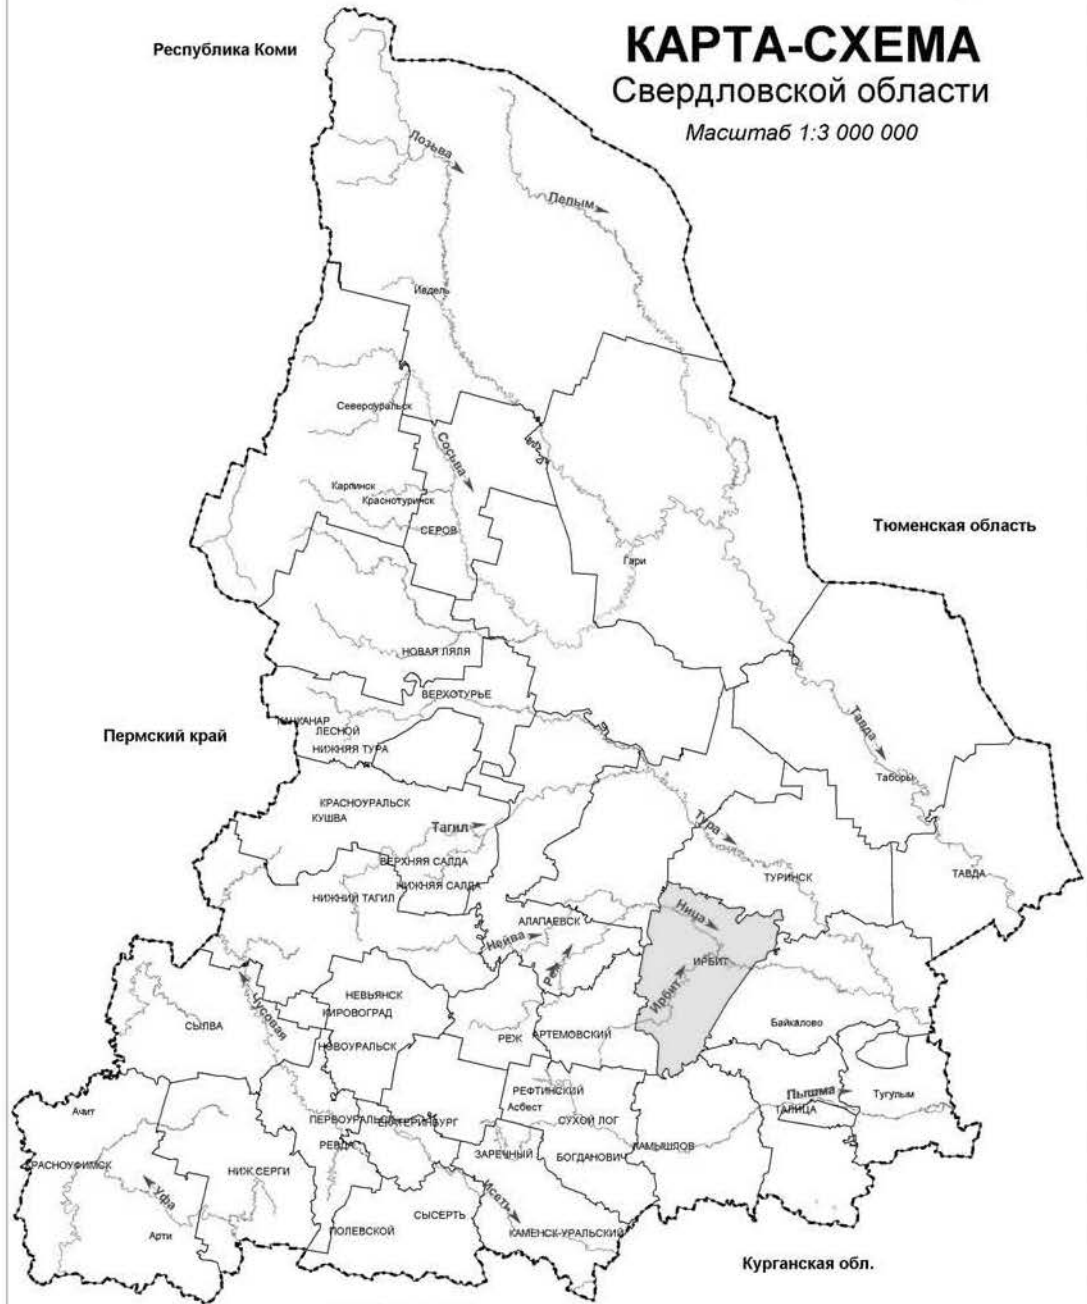 КАРТА-СХЕМА
Свердловской области
Масштаб 1:3 000 000
Республика Коми
Лозьва
Пелым
Ивдель
Североуральск
Сосьва
Карпинск
Краснотуринск
СЕРОВ
Тюменская область
Гари
НОВАЯ ЛЯЛЯ
ВЕРХОТУРЬЕ
Пермский край
КАЧКАНАР
ЛЕСНОЙ
НИЖНЯЯ ТУРА
Тавда
Таборы
КРАСНОУРАЛЬСК
КУШВА
Тагил
Тура
ВЕРХНЯЯ САЛДА
ТУРИНСК
ТАВДА
НИЖНЯЯ САЛДА
НИЖНИЙ ТАГИЛ
Ница
АЛАПАЕВСК
Нейва
Реж
ИРБИТ
Ирбит
НЕВЬЯНСК
Чусовая
КИРОВОГРАД
СЫЛВА
Байкалово
РЕЖ
АРТЕМОВСКИЙ
НОВОУРАЛЬСК
РЕФТИНСКИЙ
Пышма
Тугулым
Асбест
ТАЛИЦА
Ачит
ПЕРВОУРАЛЬСК
ЕКАТЕРИНБУРГ
СУХОЙ ЛОГ
РЕВДА
КАМЫШЛОВ
ЗАРЕЧНЫЙ
БОГДАНОВИЧ
КРАСНОУФИМСК
НИЖ.СЕРГИ
Уфа
Исеть
СЫСЕРТЬ
ПОЛЕВСКОЙ
КАМЕНСК-УРАЛЬСКИЙ
Арти
Курганская обл.